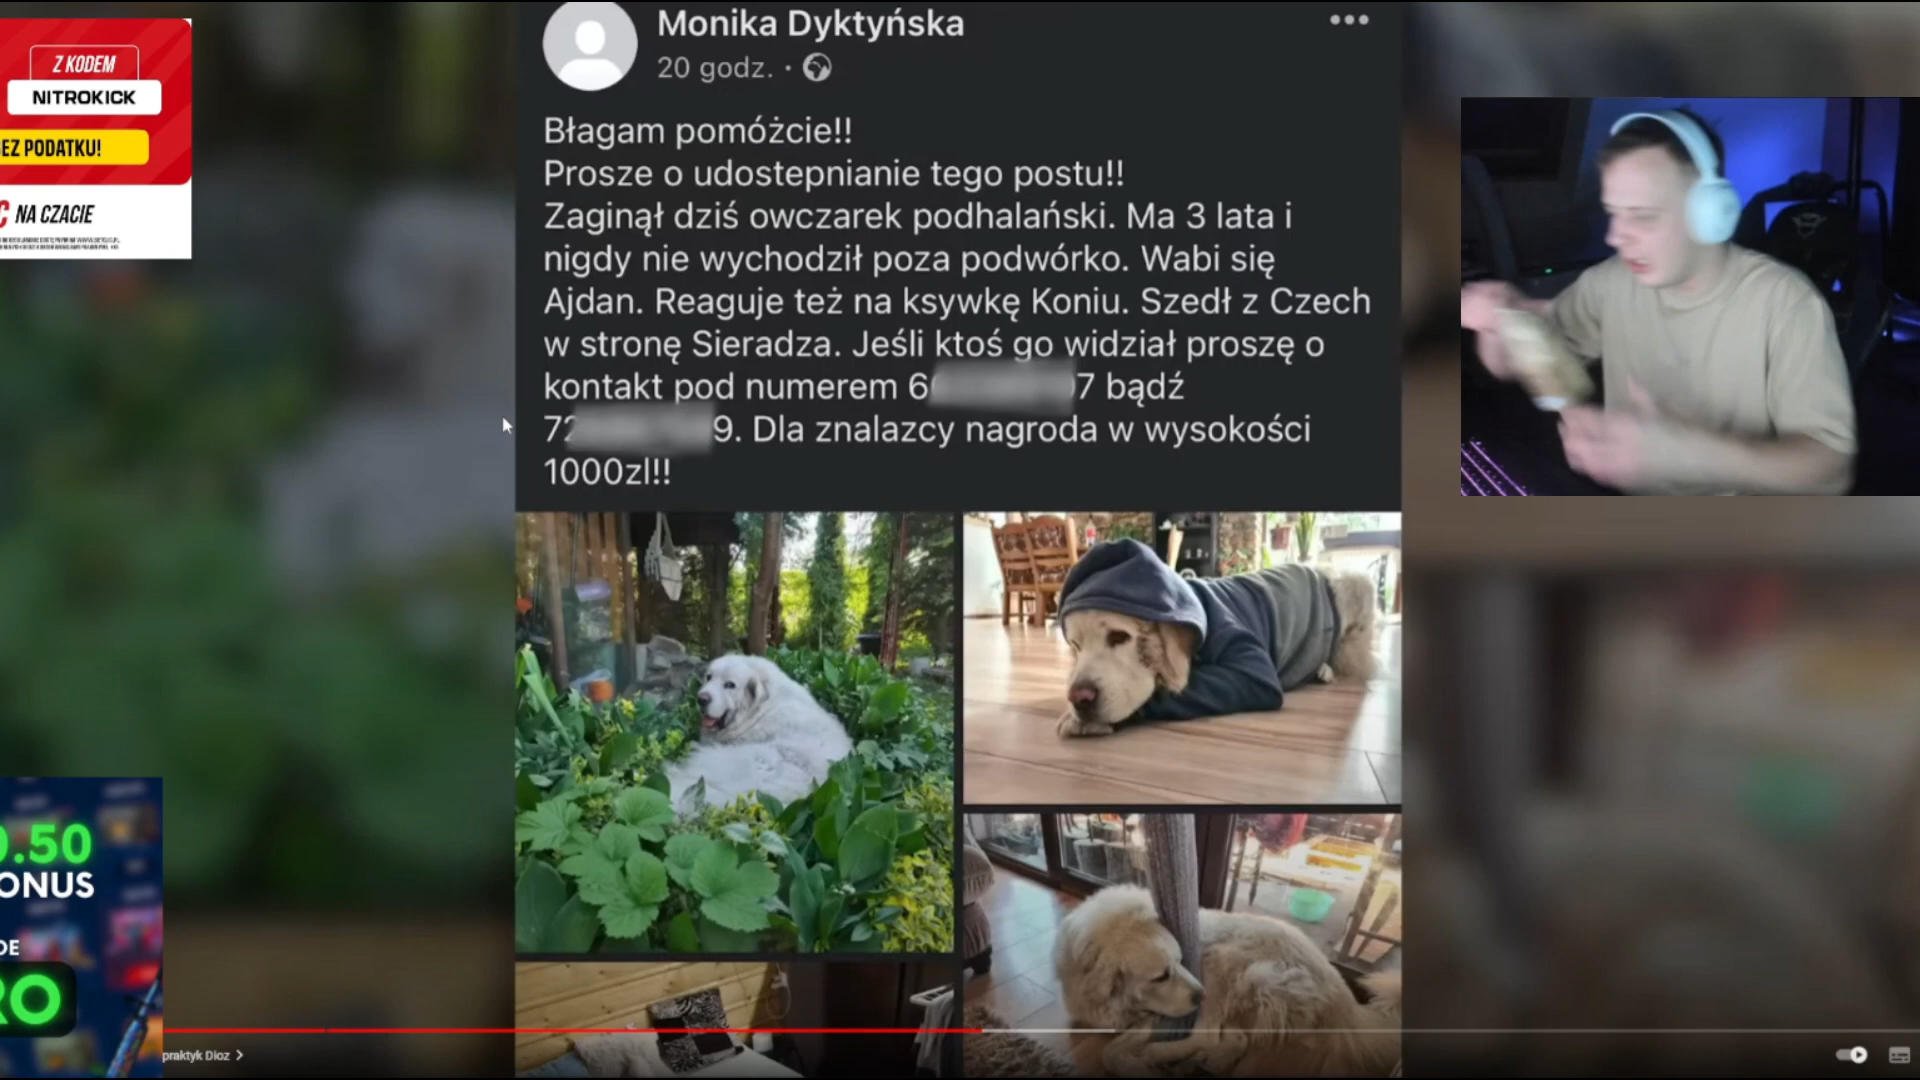 Z KODEM
NITROKICK
EZ PODATKU!
NA CZACIE
Monika Dyktyńska
20 godz.
Błagam pomóżcie!!
Prosze o udostepnianie tego postu!!
Zaginął dziś owczarek podhalański. Ma 3 lata i
nigdy nie wychodził poza podwórko. Wabi się
Ajdan. Reaguje też na ksywkę Koniu. Szedł z Czech
w stronę Sieradza. Jeśli ktoś go widział proszę o
kontakt pod numerem 6 7 bądź
72 9. Dla znalazcy nagroda w wysokości
1000zl!!
0.50
ONUS
DE
RO
praktyk Dioz